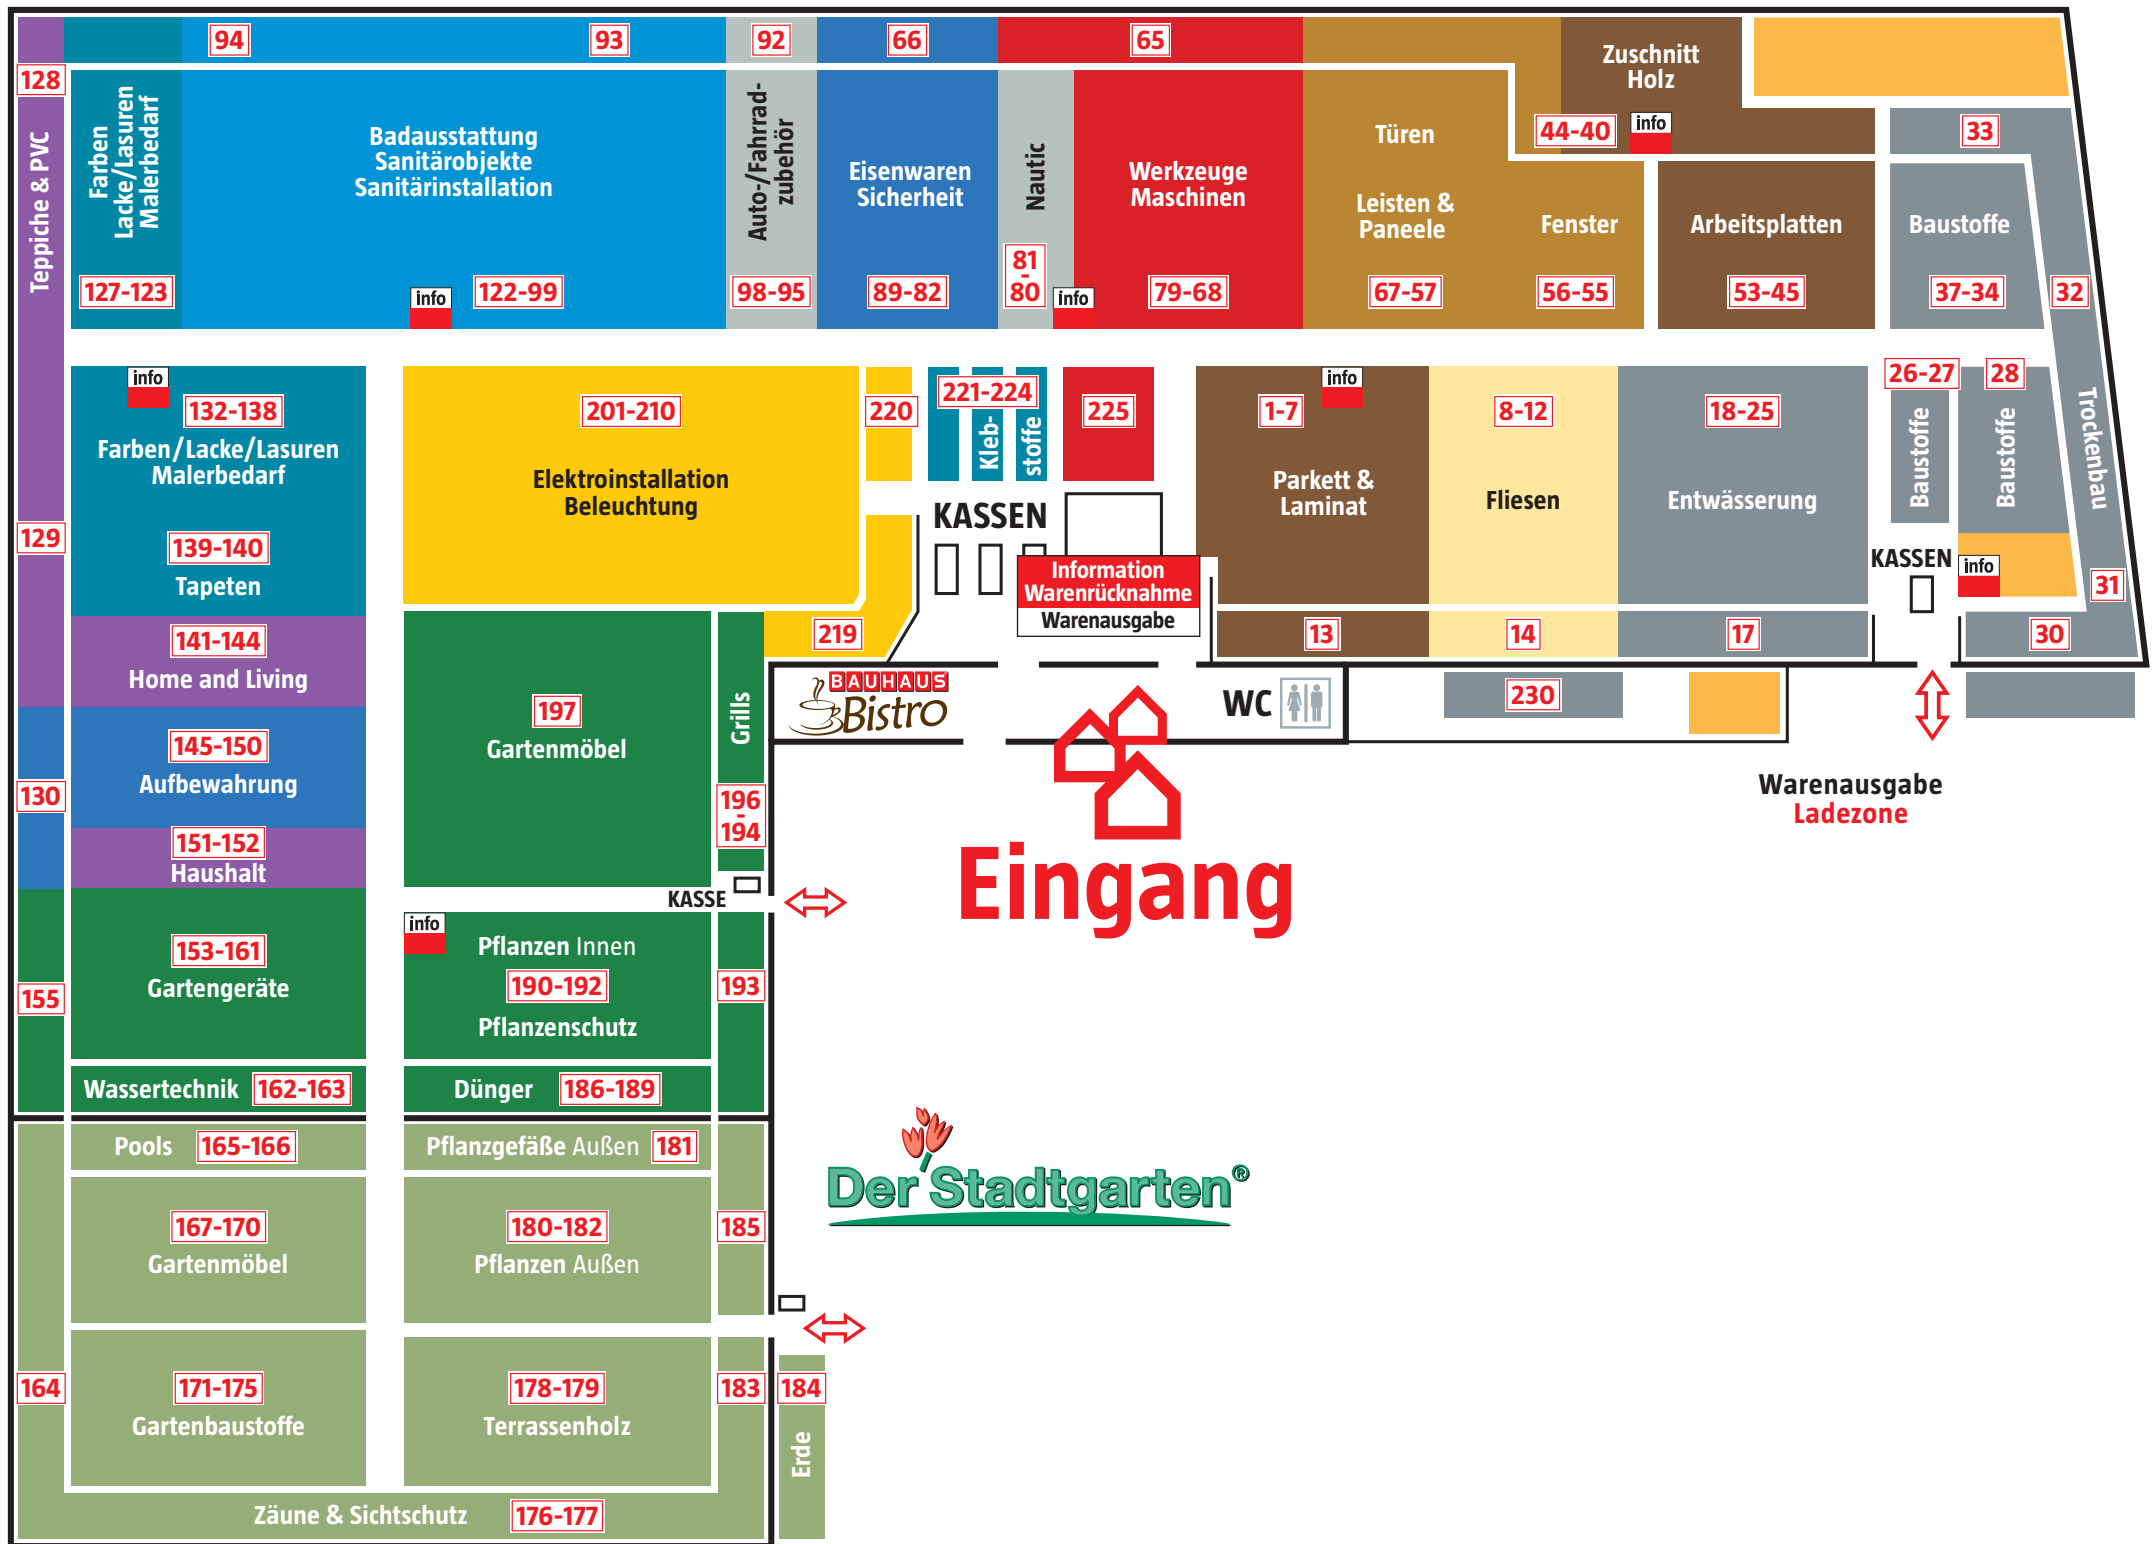 94
93
92
66
65
Zuschnitt
Holz
128
Teppiche & PVC
Farben
Lacke/Lasuren
Malerbedarf
127-123
Badausstattung
Sanitärobjekte
Sanitärinstallation
info
122-99
Auto-/Fahrrad-
zubehör
98-95
Eisenwaren
Sicherheit
89-82
Nautic
81
-
80
info
Werkzeuge
Maschinen
79-68
Türen
Leisten &
Paneele
67-57
44-40
info
Fenster
56-55
Arbeitsplatten
53-45
33
Baustoffe
37-34
32
info
132-138
Farben/Lacke/Lasuren
Malerbedarf
129
139-140
Tapeten
201-210
Elektroinstallation
Beleuchtung
220
221-224
Kleb-
stoffe
225
KASSEN
Information
Warenrücknahme
Warenausgabe
info
1-7
Parkett &
Laminat
8-12
Fliesen
18-25
Entwässerung
26-27
Baustoffe
28
Baustoffe
Trockenbau
KASSEN
info
31
219
13
14
17
30
141-144
Home and Living
197
Gartenmöbel
Grills
196
-
194
BAUHAUS
Bistro
WC
230
130
145-150
Aufbewahrung
151-152
Haushalt
Warenausgabe
Ladezone
Eingang
KASSE
info
153-161
Gartengeräte
155
Pflanzen Innen
190-192
Pflanzenschutz
193
Wassertechnik 162-163
Dünger 186-189
Pools 165-166
Pflanzgefäße Außen 181
Der Stadtgarten®
167-170
Gartenmöbel
180-182
Pflanzen Außen
185
164
171-175
Gartenbaustoffe
178-179
Terrassenholz
183
184
Erde
Zäune & Sichtschutz 176-177